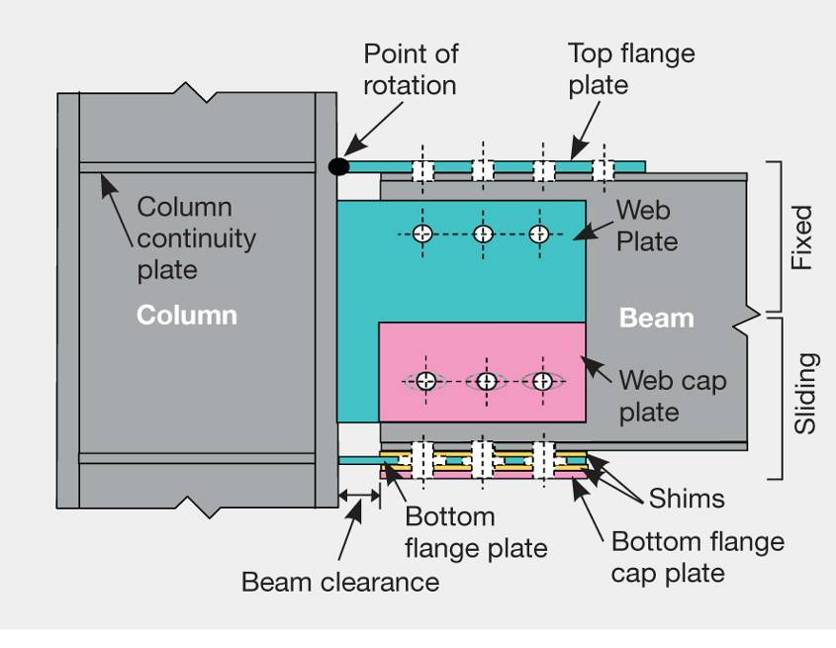 Point of
rotation
Top flange
plate
Column
continuity
plate
Web
Plate
Fixed
Column
Beam
Web cap
plate
Sliding
Shims
Bottom
flange plate
Bottom flange
cap plate
Beam clearance